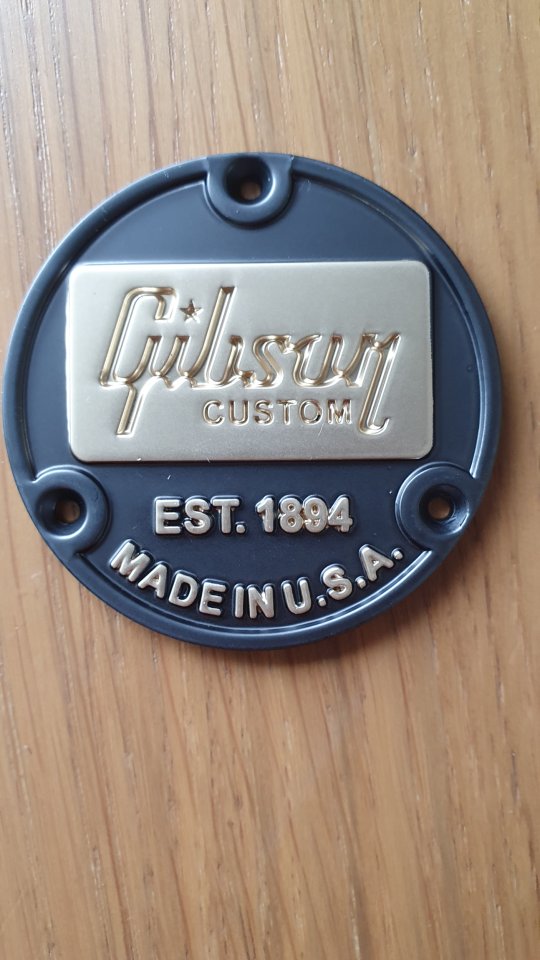 Gibson
CUSTOM
EST. 1894
MADE IN U.S.A.